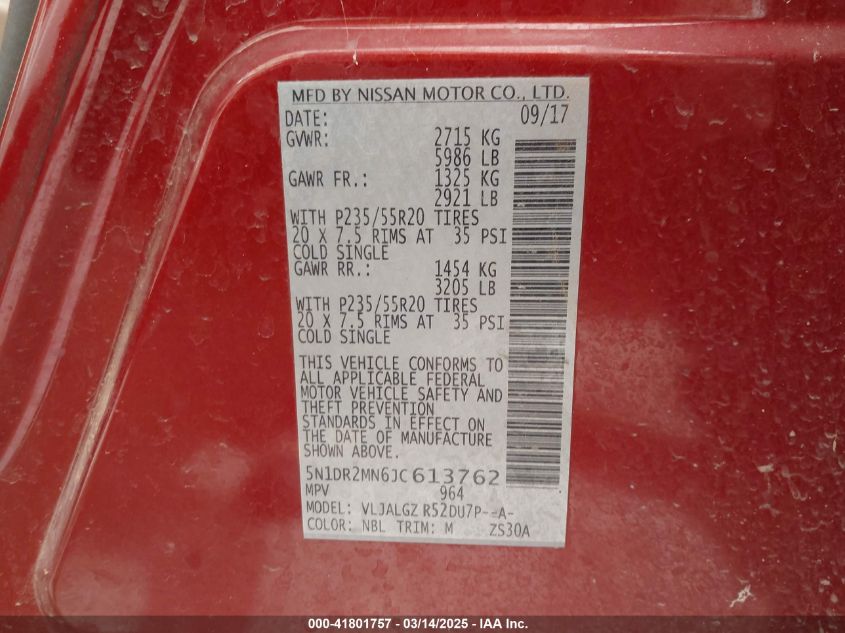 MFD BY NISSAN MOTOR CO., LTD.
DATE: 09/17
GVWR: 2715 KG
5986 LB
GAWR FR.: 1325 KG
2921 LB
WITH P235/55R20 TIRES
20 X 7.5 RIMS AT 35 PSI
COLD SINGLE
GAWR RR.: 1454 KG
3205 LB
WITH P235/55R20 TIRES
20 X 7.5 RIMS AT 35 PSI
COLD SINGLE
THIS VEHICLE CONFORMS TO
ALL APPLICABLE FEDERAL
MOTOR VEHICLE SAFETY AND
THEFT PREVENTION
STANDARDS IN EFFECT ON
THE DATE OF MANUFACTURE
SHOWN ABOVE.
5N1DR2MN6JC613762
MPV 964
MODEL: VLJALGZ R52DU7P--A-
COLOR: NBL TRIM: M ZS30A
000-41801757 — 03/14/2025 — IAA Inc.